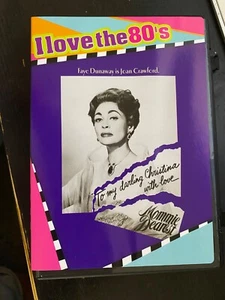 I love the 80's
Faye Dunaway is Joan Crawford.
To my darling Christina
with love
Mommie
Dearest